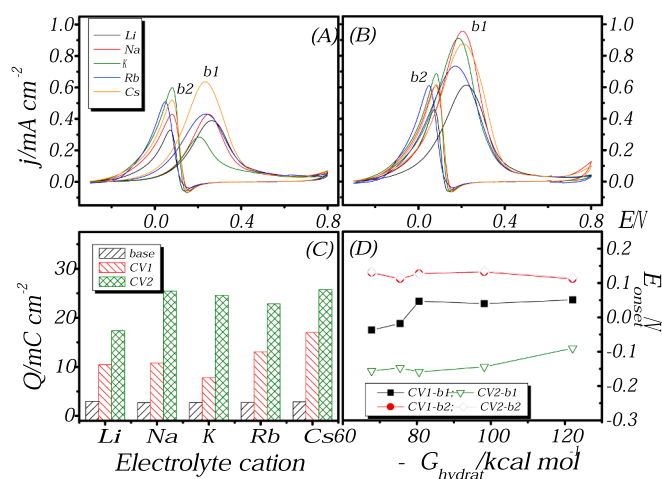 Li
Na
K
Rb
Cs
(A)
b1
b2
j/mA cm-2
1.0
0.8
0.6
0.4
0.2
0.0
0.0
0.4
(B)
b1
b2
1.0
0.8
0.6
0.4
0.2
0.0
0.0
0.4
0.8
E/V
base
CV1
CV2
(C)
Q/mC cm-2
30
20
10
0
Li
Na
K
Rb
Cs
Electrolyte cation
(D)
0.2
0.1
0.0
-0.1
-0.2
-0.3
Eonset/V
CV1-b1; CV2-b1
CV1-b2; CV2-b2
60
80
100
120
- Ghydrat/kcal mol-1